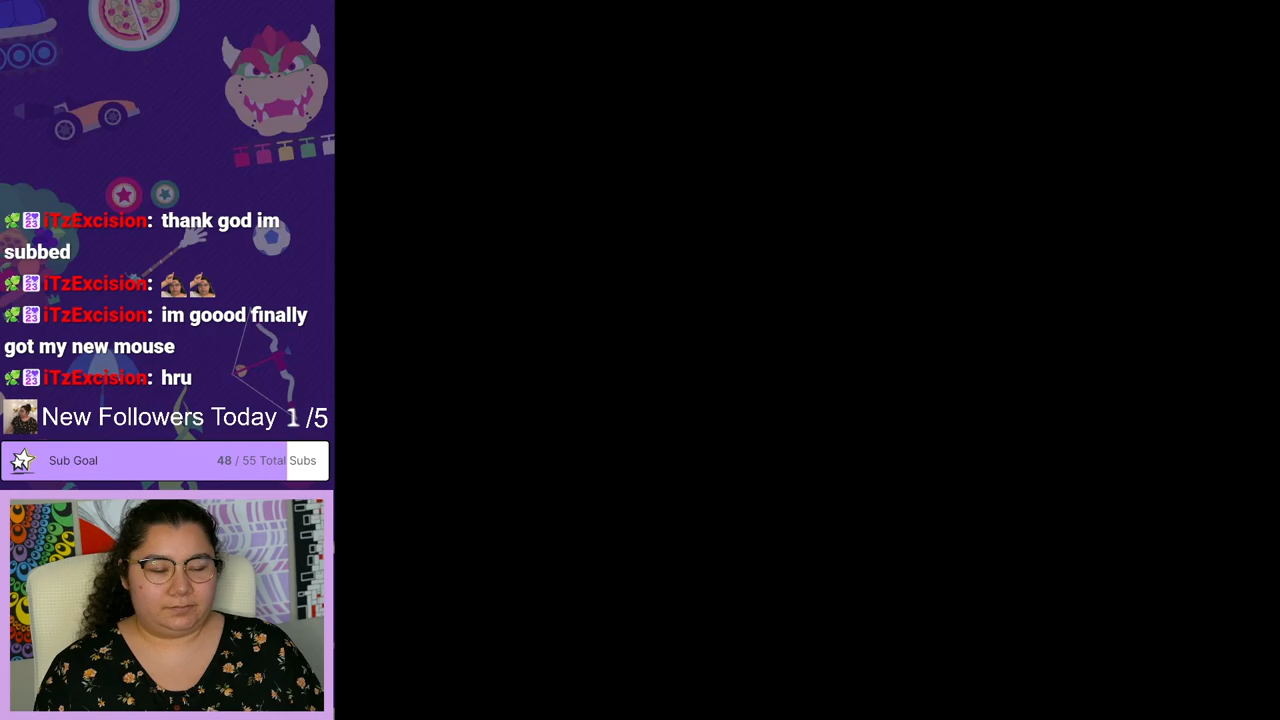 iTzExcision: thank god im
subbed
iTzExcision:
iTzExcision: im goood finally
got my new mouse
iTzExcision: hru
New Followers Today 1 /5
Sub Goal 48 / 55 Total Subs